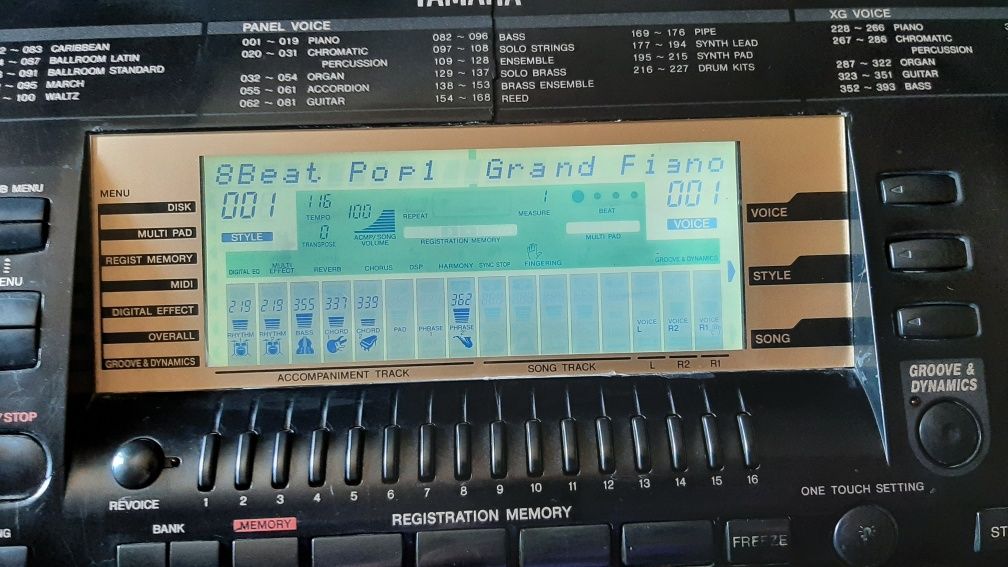 YAMAHA
PANEL VOICE
XG VOICE
083 CARIBBEAN
087 BALLROOM LATIN
091 BALLROOM STANDARD
095 MARCH
~ 100 WALTZ
001 ~ 019 PIANO
020 ~ 031 CHROMATIC
PERCUSSION
032 ~ 054 ORGAN
055 ~ 061 ACCORDION
062 ~ 081 GUITAR
082 ~ 096 BASS
097 ~ 108 SOLO STRINGS
109 ~ 128 ENSEMBLE
129 ~ 137 SOLO BRASS
138 ~ 153 BRASS ENSEMBLE
154 ~ 168 REED
169 ~ 176 PIPE
177 ~ 194 SYNTH LEAD
195 ~ 215 SYNTH PAD
216 ~ 227 DRUM KITS
228 ~ 266 PIANO
267 ~ 286 CHROMATIC
PERCUSSION
287 ~ 322 ORGAN
323 ~ 351 GUITAR
352 ~ 393 BASS
MENU
MENU
DISK
MULTI PAD
REGIST MEMORY
MIDI
DIGITAL EFFECT
OVERALL
GROOVE & DYNAMICS
8Beat Pop1 Grand Piano
001 116 100 1 001
TEMPO REPEAT MEASURE BEAT
STYLE 0 ACMP/SONG VOLUME REGISTRATION MEMORY MULTI PAD VOICE
TRANSPOSE
DIGITAL EQ MULTI EFFECT REVERB CHORUS DSP HARMONY SYNC STOP FINGERING GROOVE & DYNAMICS
219 219 355 337 339 362
RHYTHM RHYTHM BASS CHORD CHORD PAD PHRASE PHRASE VOICE L VOICE R2 VOICE R1
1 2
ACCOMPANIMENT TRACK SONG TRACK L R2 R1
VOICE
STYLE
SONG
MENU
STOP
GROOVE & DYNAMICS
REVOICE
1 2 3 4 5 6 7 8 9 10 11 12 13 14 15 16
ONE TOUCH SETTING
BANK MEMORY REGISTRATION MEMORY
FREEZE
ST